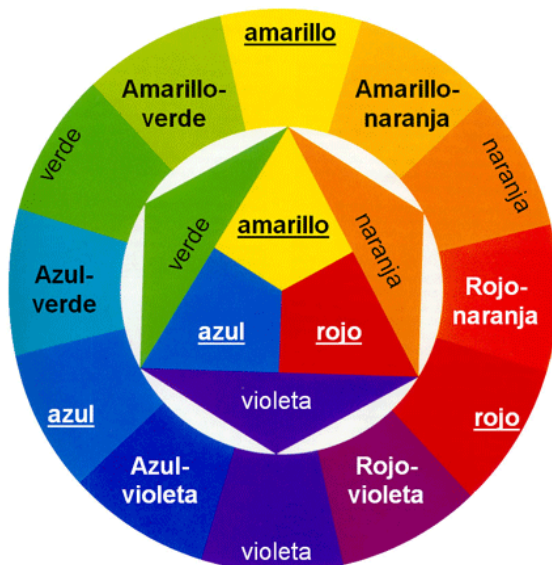 amarillo
Amarillo-
verde
Amarillo-
naranja
verde
naranja
amarillo
verde
naranja
Azul-
verde
Rojo-
naranja
azul
rojo
azul
violeta
rojo
Azul-
violeta
Rojo-
violeta
violeta